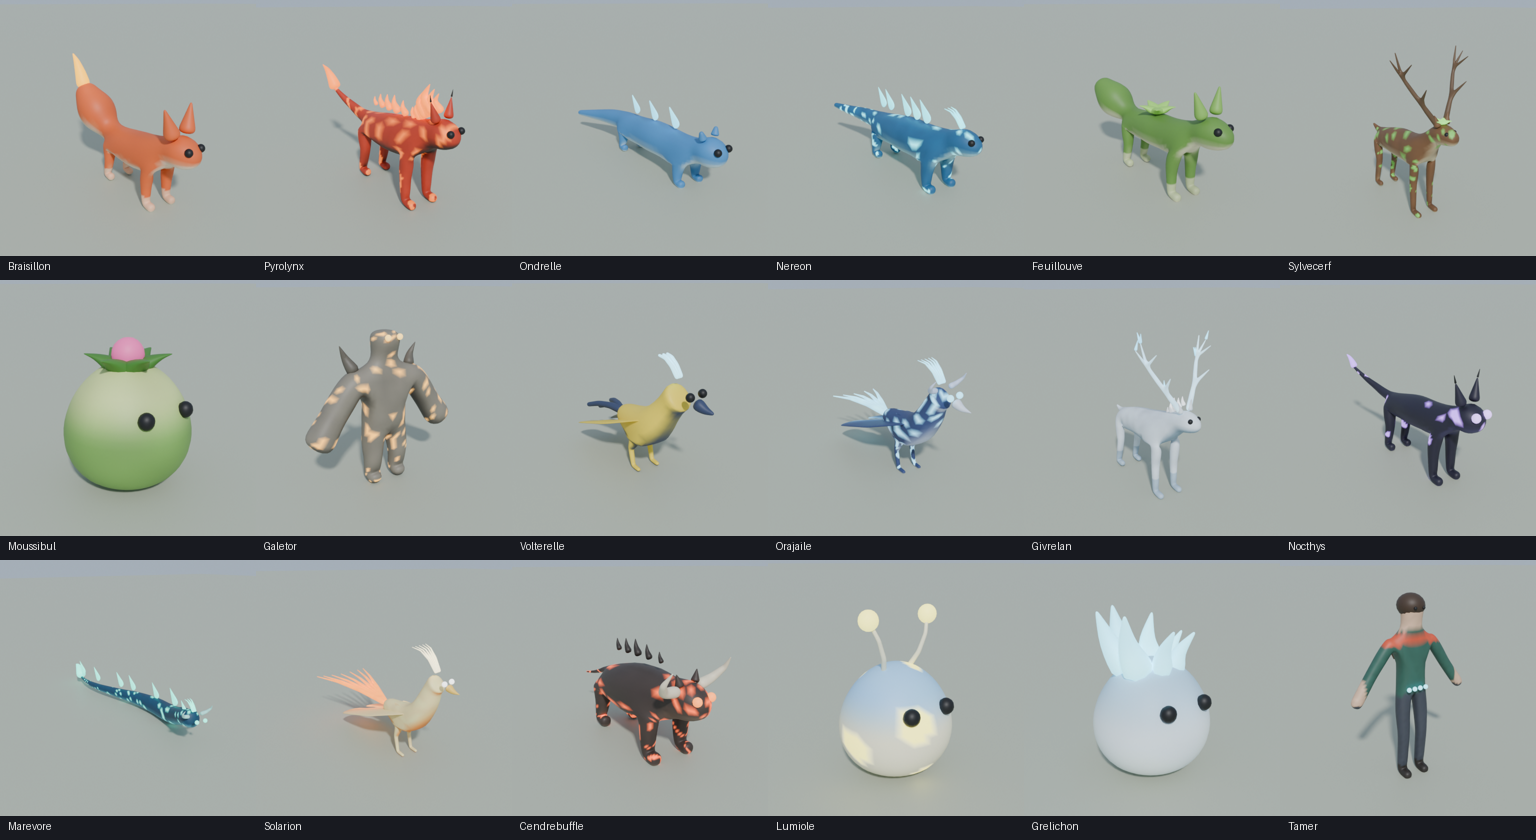 Braisillon
Pyrolynx
Ondrelle
Nereon
Feuillouve
Sylvecerf
Moussibul
Galetor
Volterelle
Orajaile
Givrelan
Nocthys
Marevore
Solarion
Cendrebuffle
Lumiole
Grelichon
Tamer